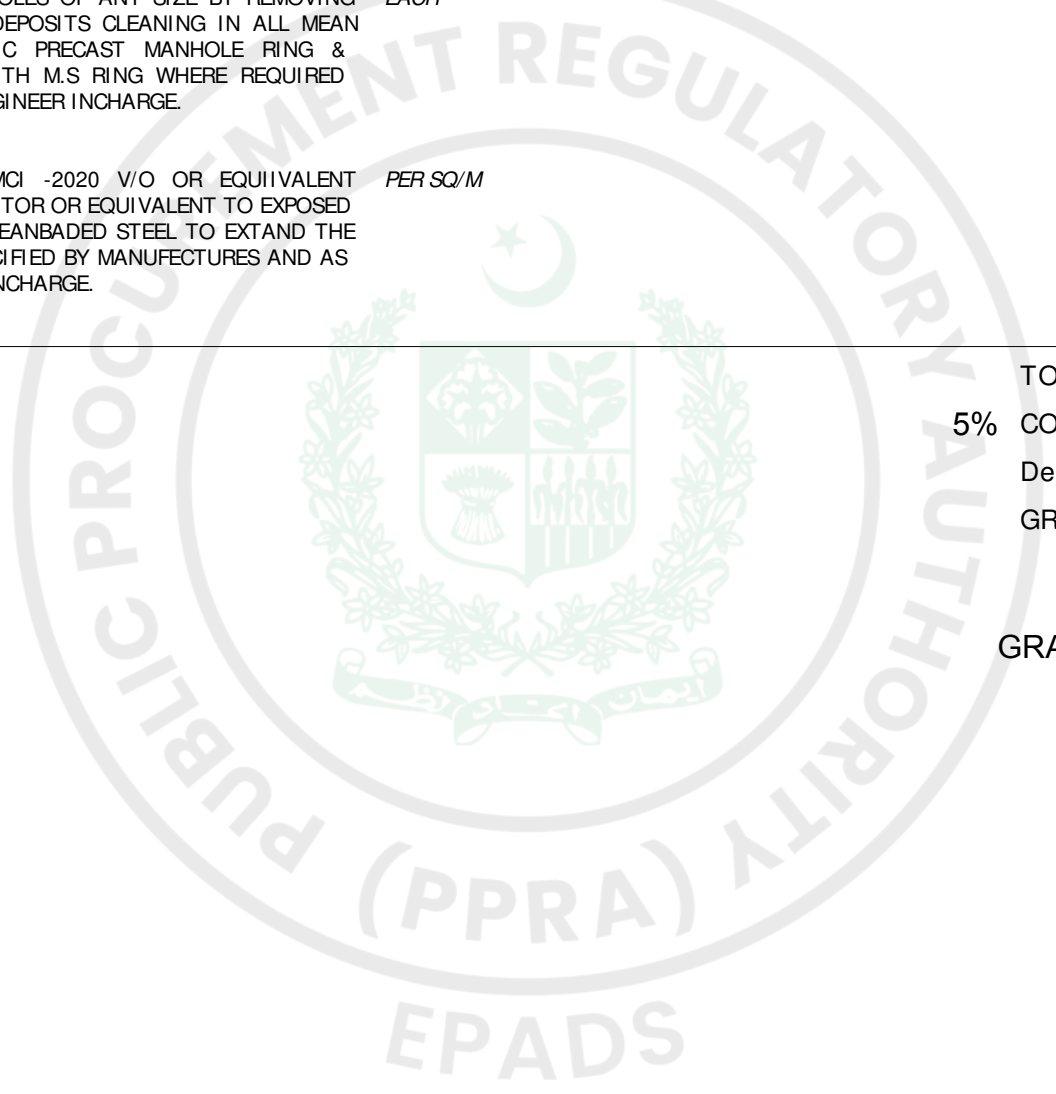 OLES OF ANY SIZE BY REMOVING EACH
DEPOSITS CLEANING IN ALL MEAN
C PRECAST MANHOLE RING &
TH M.S RING WHERE REQUIRED
GINEER INCHARGE.
MCI -2020 V/O OR EQUIIVALENT PER SQ/M
TOR OR EQUIVALENT TO EXPOSED
EANBADED STEEL TO EXTAND THE
CIFIED BY MANUFECTURES AND AS
NCHARGE.
TO
5% CO
De
GR
GRA
PUBLIC PROCUREMENT REGULATORY AUTHORITY
(PPRA)
EPADS